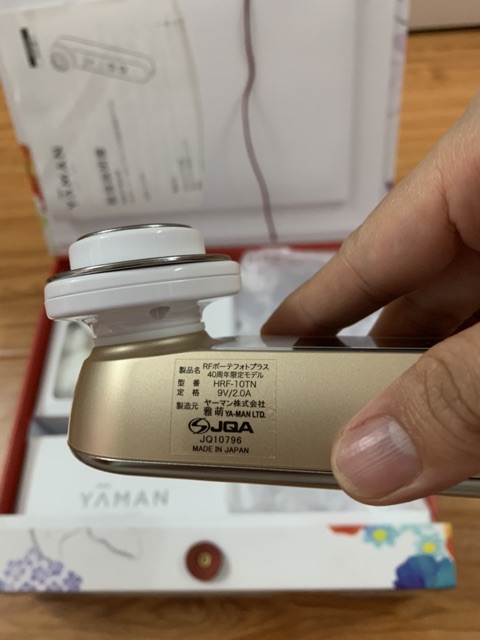 YA-MAN
製品名 RFボーテフォトプラス
40周年限定モデル
型 番 HRF-10TN
定 格 9V/2.0A
製造元 ヤーマン株式会社
雅萌 YA-MAN LTD.
JQA
JQ10796
MADE IN JAPAN
YAMAN